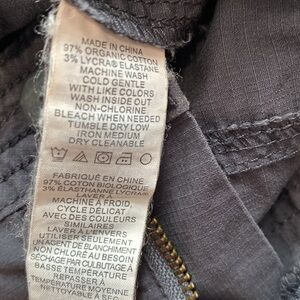 MADE IN CHINA
97% ORGANIC COTTON
3% LYCRA® ELASTANE
MACHINE WASH
COLD GENTLE
WITH LIKE COLORS
WASH INSIDE OUT
NON-CHLORINE
BLEACH WHEN NEEDED
TUMBLE DRY LOW
IRON MEDIUM
DRY CLEANABLE
FABRIQUÉ EN CHINE
97% COTON BIOLOGIQUE
3% ÉLASTHANNE LYCRA®
LAVER À LA
MACHINE À FROID,
CYCLE DÉLICAT
AVEC DES COULEURS
SIMILAIRES
LAVER À L'ENVERS
UTILISER SEULEMENT
UN AGENT DE BLANCHIMENT
NON CHLORÉ AU BESOIN
SÉCHAGE PAR CULBUTAGE À
BASSE TEMPÉRATURE
REPASSER À
TEMPÉRATURE MOYENNE
NETTOYABLE À SEC